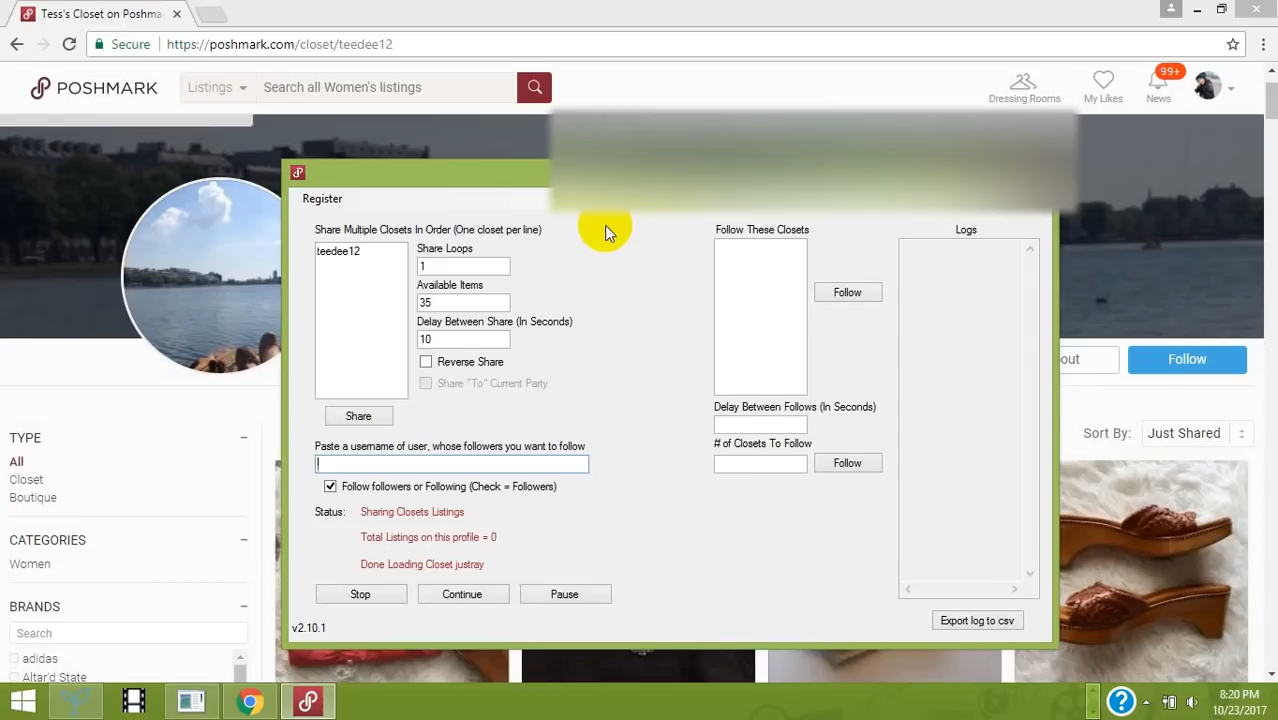 Tess's Closet on Poshma
Secure https://poshmark.com/closet/teedee12
POSHMARK
Listings
Search all Women's listings
99+
Dressing Rooms
My Likes
News
Register
Share Multiple Closets In Order (One closet per line)
teedee12
Share Loops
1
Available Items
35
Delay Between Share (In Seconds)
10
Reverse Share
Share "To" Current Party
Share
Follow These Closets
Follow
Delay Between Follows (In Seconds)
# of Closets To Follow
Follow
Logs
Paste a username of user, whose followers you want to follow
Follow followers or Following (Check = Followers)
Status: Sharing Closets Listings
Total Listings on this profile = 0
Done Loading Closet justray
Stop
Continue
Pause
v2.10.1
Export log to csv
out
Follow
Sort By: Just Shared
TYPE
All
Closet
Boutique
CATEGORIES
Women
BRANDS
Search
adidas
Altar'd State
8:20 PM
10/23/2017